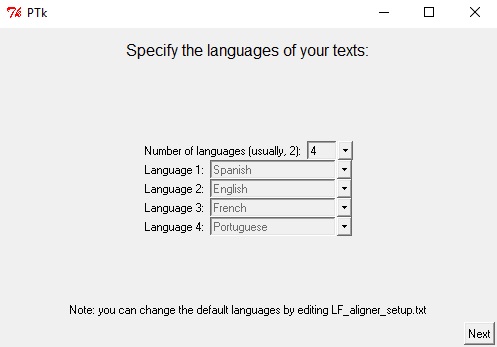 PTk
Specify the languages of your texts:
Number of languages (usually, 2): 4
Language 1: Spanish
Language 2: English
Language 3: French
Language 4: Portuguese
Note: you can change the default languages by editing LF_aligner_setup.txt
Next